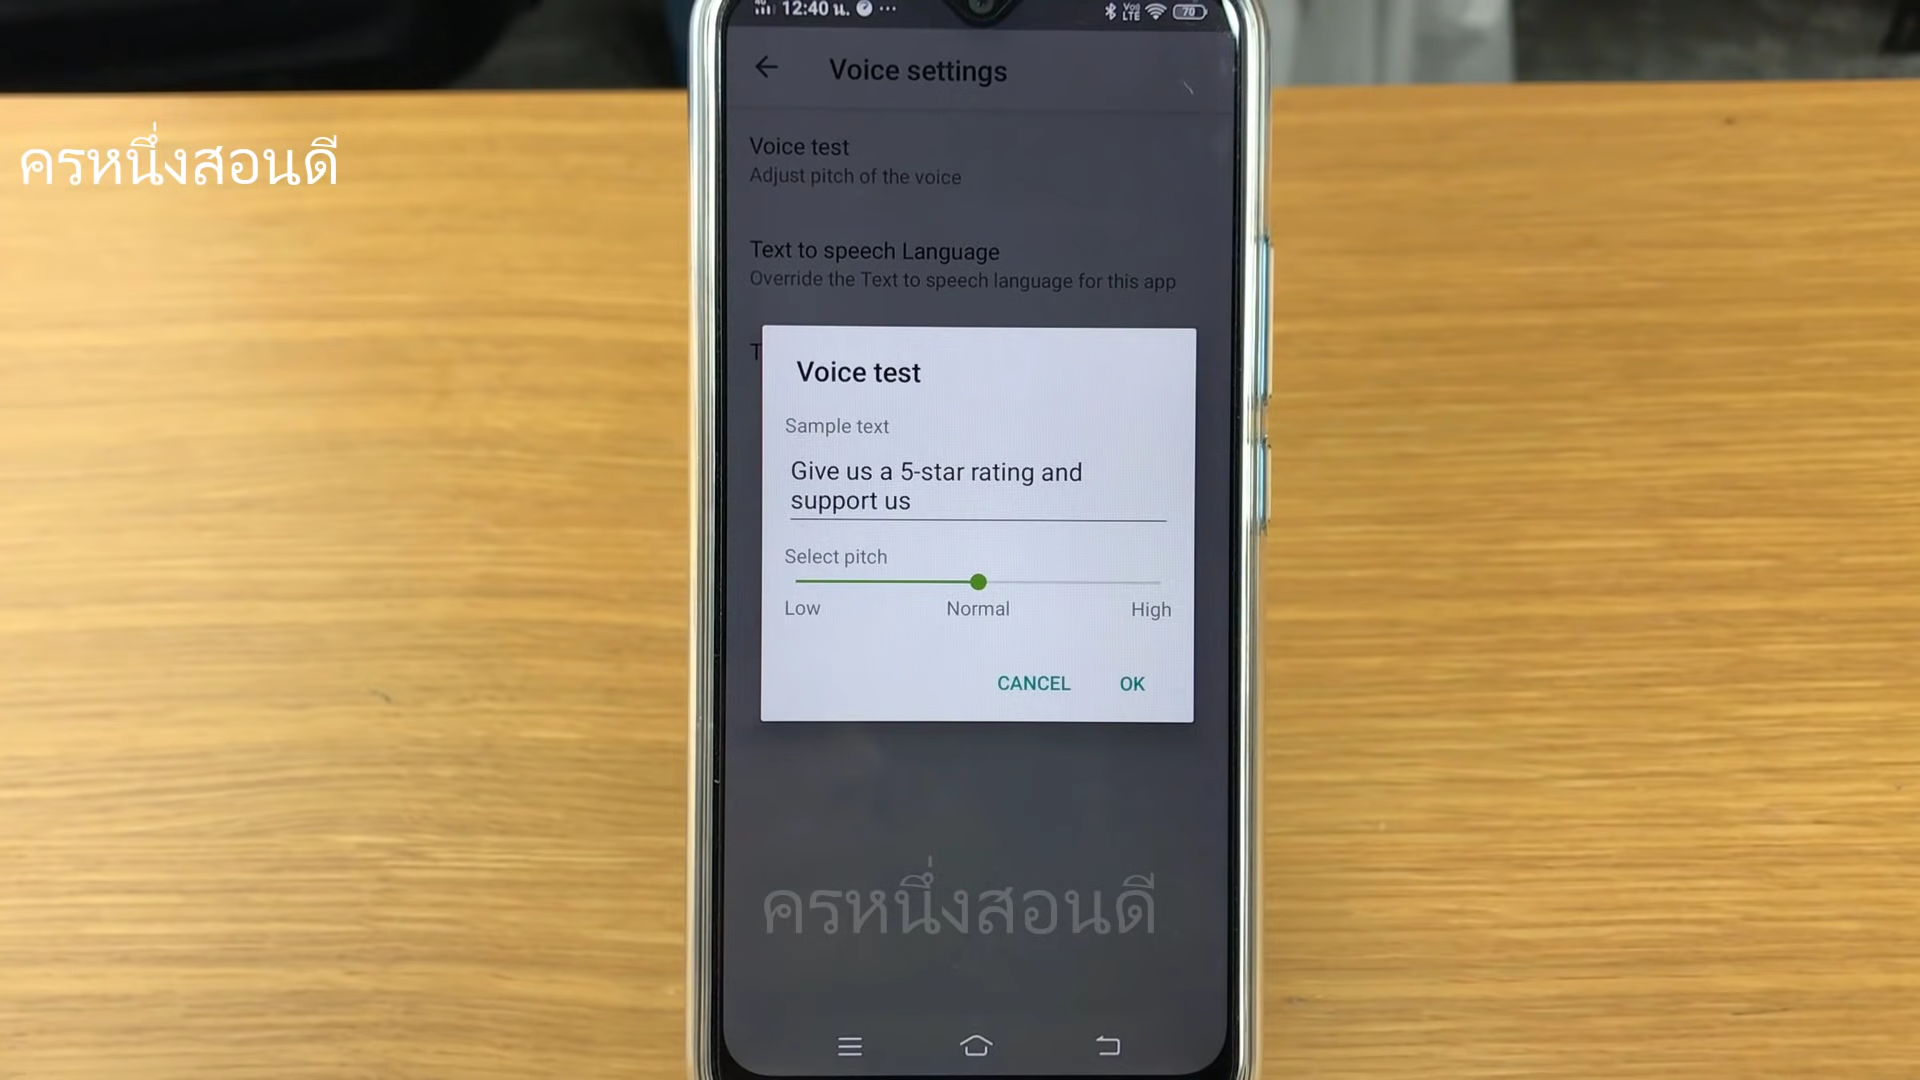 12:40 น.
VoD LTE
70
Voice settings
ครหนึ่งสอนดี
Voice test
Adjust pitch of the voice
Text to speech Language
Override the Text to speech language for this app
T
Voice test
Sample text
Give us a 5-star rating and
support us
Select pitch
Low Normal High
CANCEL OK
ครหนึ่งสอนดี